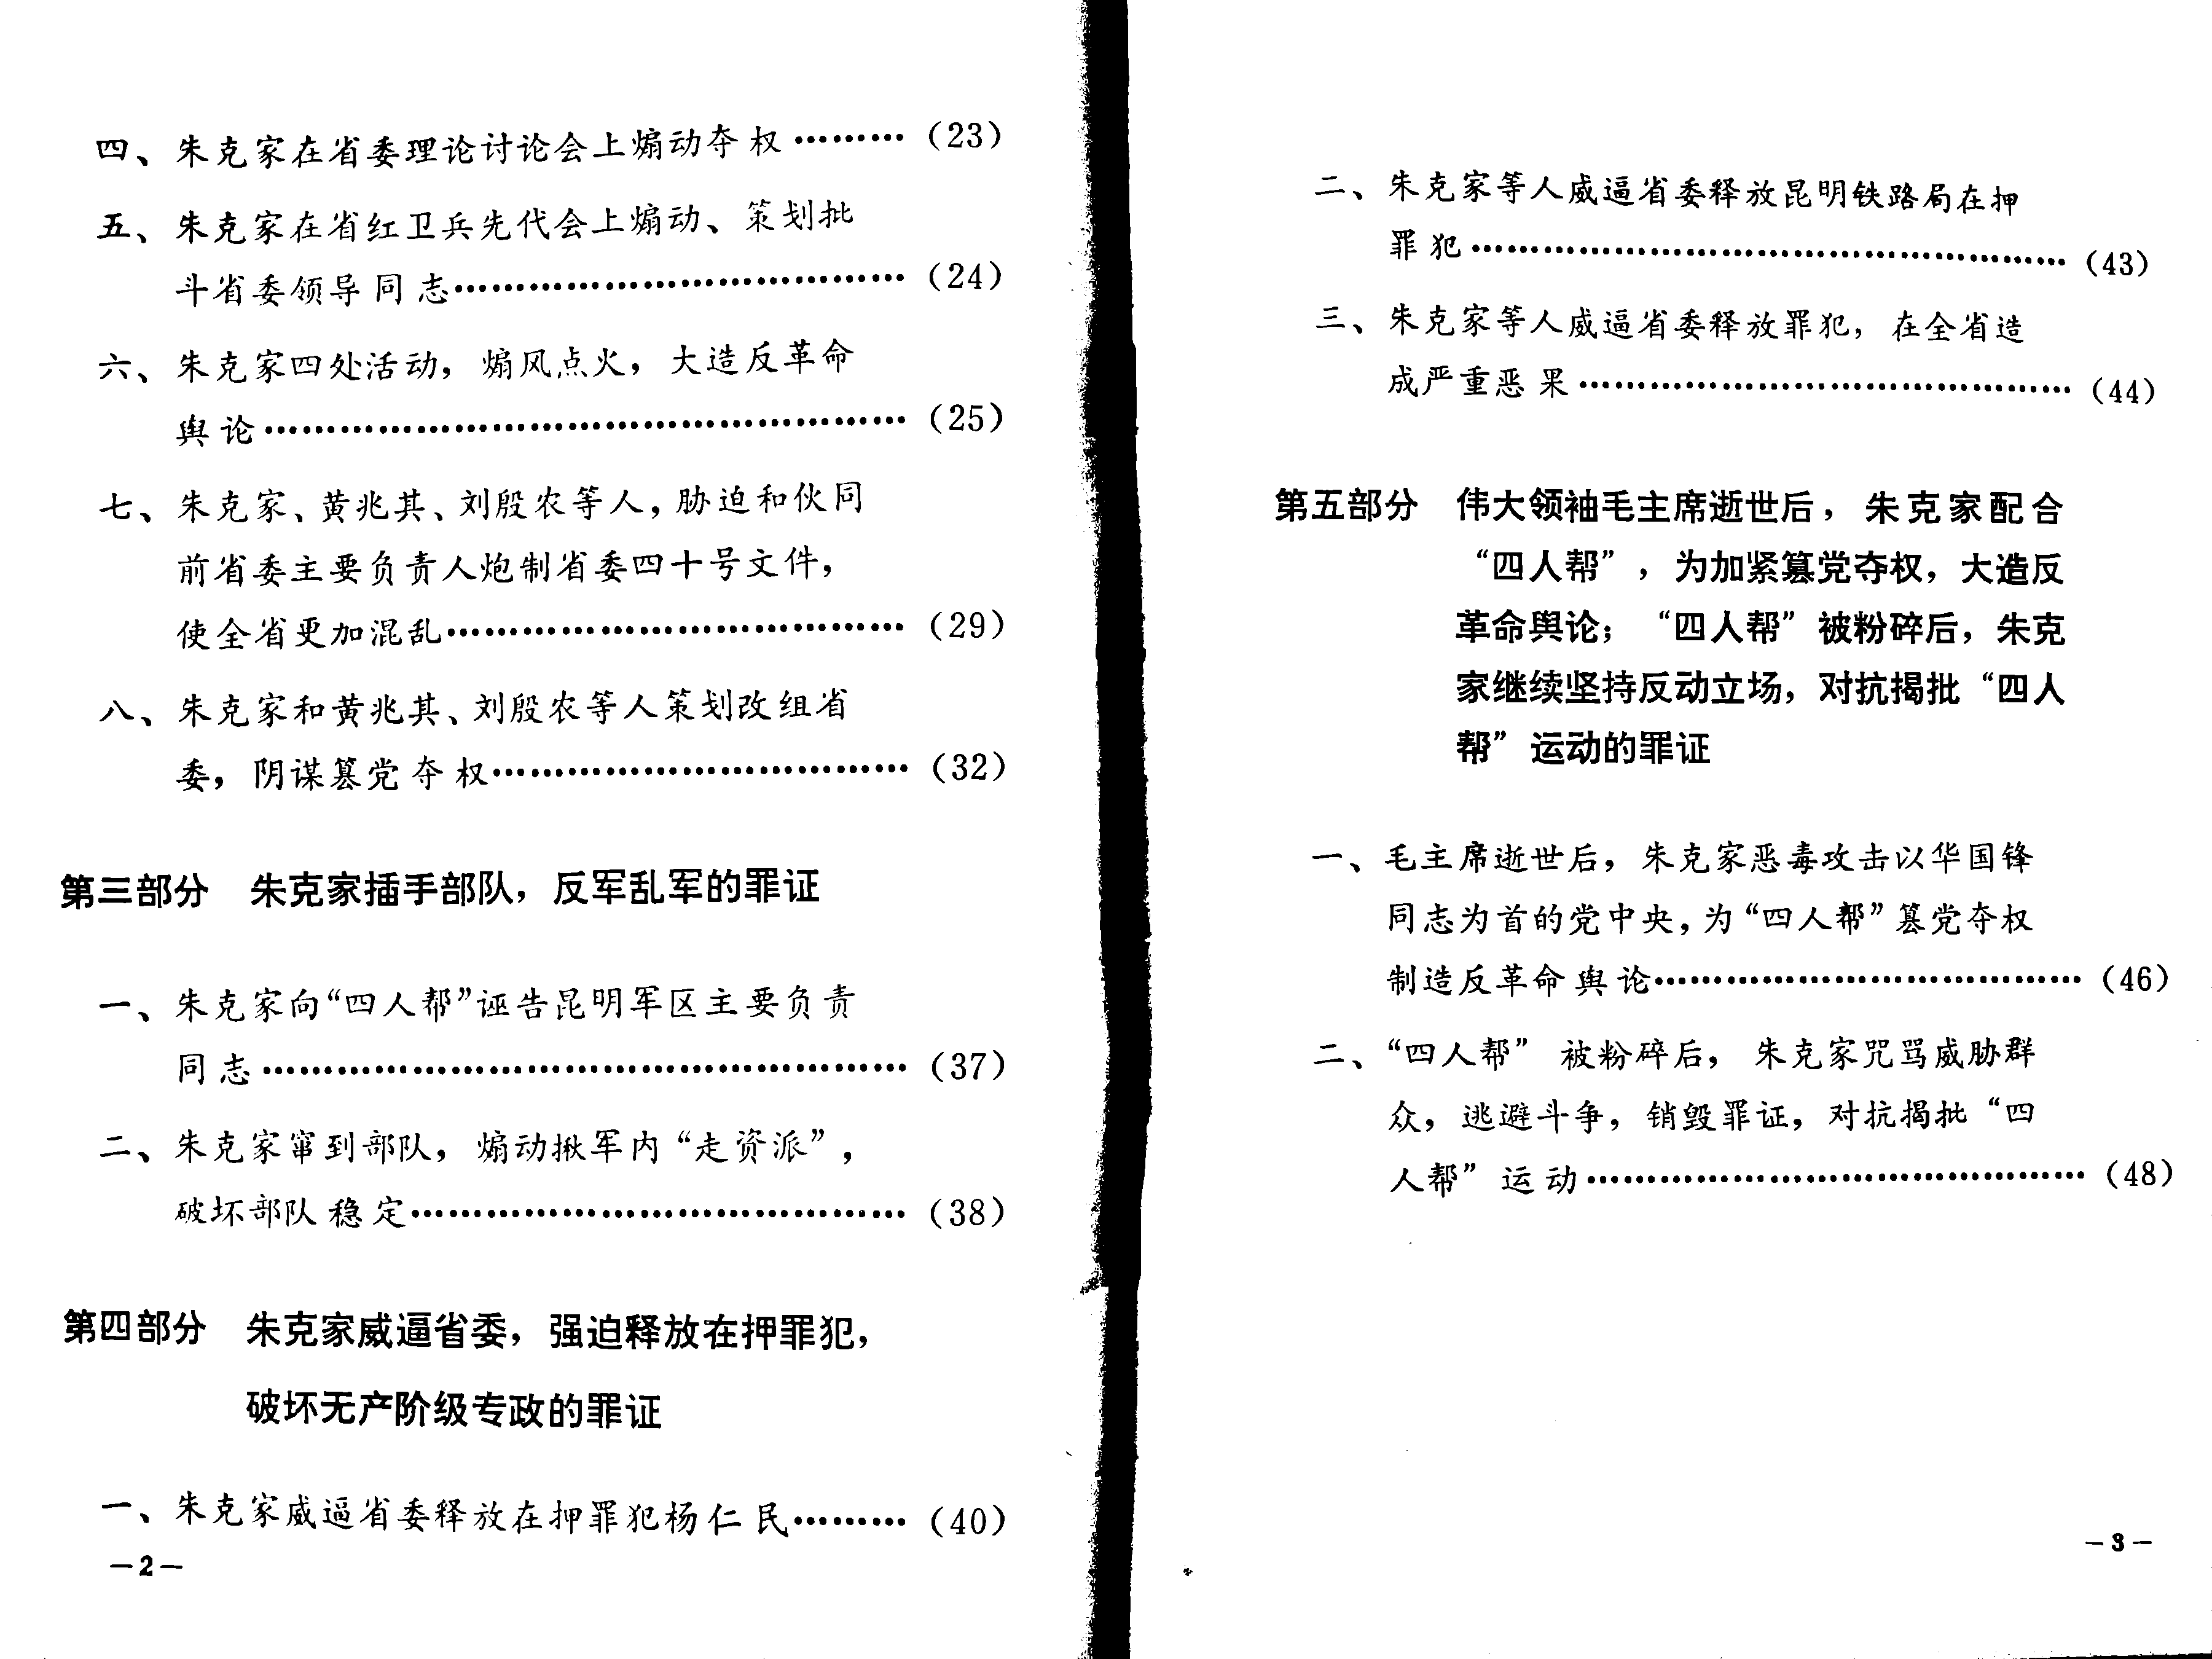 四、朱克家在省委理论讨论会上煽动夺权………(23)
五、朱克家在省红卫兵先代会上煽动、策划批
斗省委领导同志………………………………(24)
六、朱克家四处活动，煽风点火，大造反革命
舆论……………………………………………(25)
七、朱克家、黄兆其、刘殷农等人，胁迫和伙同
前省委主要负责人炮制省委四十号文件，
使全省更加混乱………………………………(29)
八、朱克家和黄兆其、刘殷农等人策划改组省
委，阴谋篡党夺权……………………………(32)
第三部分 朱克家插手部队，反军乱军的罪证
一、朱克家向“四人帮”诬告昆明军区主要负责
同志……………………………………………(37)
二、朱克家窜到部队，煽动揪军内“走资派”，
破坏部队稳定…………………………………(38)
第四部分 朱克家威逼省委，强迫释放在押罪犯，
破坏无产阶级专政的罪证
一、朱克家威逼省委释放在押罪犯杨仁民………(40)
—2—
二、朱克家等人威逼省委释放昆明铁路局在押
罪犯……………………………………………(43)
三、朱克家等人威逼省委释放罪犯，在全省造
成严重恶果……………………………………(44)
第五部分 伟大领袖毛主席逝世后，朱克家配合
“四人帮”，为加紧篡党夺权，大造反
革命舆论；“四人帮”被粉碎后，朱克
家继续坚持反动立场，对抗揭批“四人
帮”运动的罪证
一、毛主席逝世后，朱克家恶毒攻击以华国锋
同志为首的党中央，为“四人帮”篡党夺权
制造反革命舆论………………………………(46)
二、“四人帮”被粉碎后，朱克家咒骂威胁群
众，逃避斗争，销毁罪证，对抗揭批“四
人帮”运动……………………………………(48)
—3—